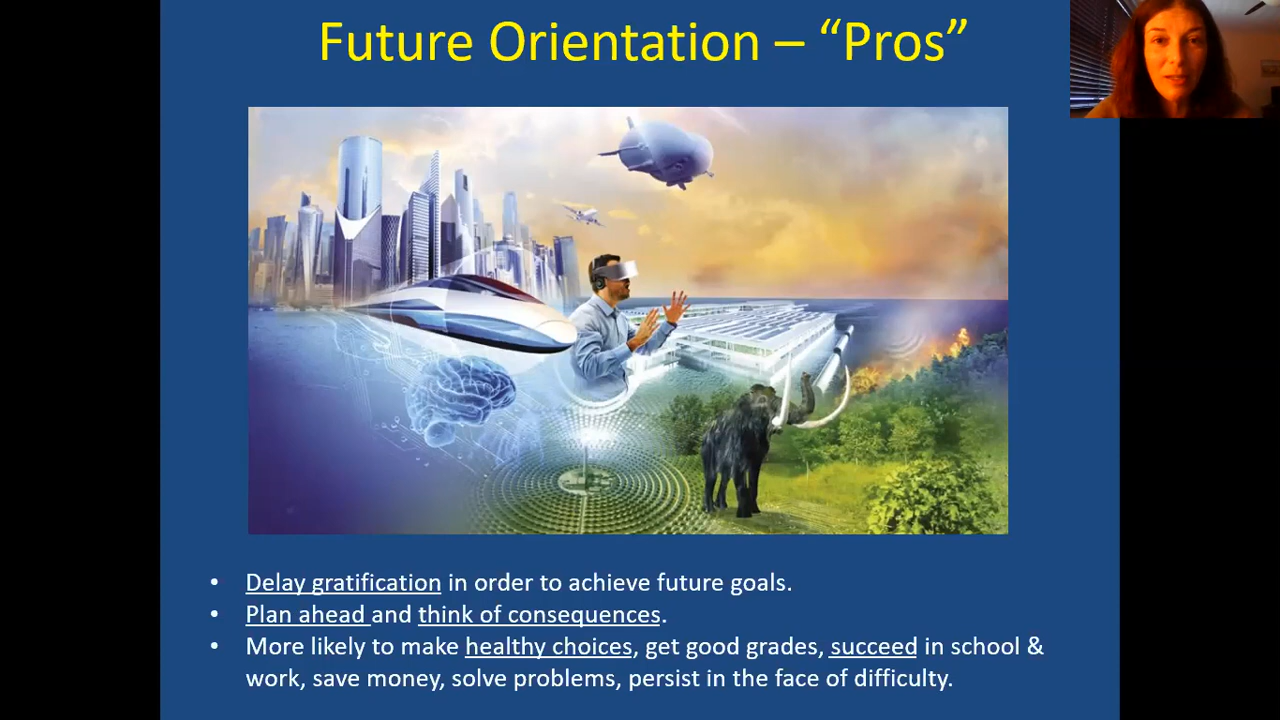 Future Orientation – “Pros”
• Delay gratification in order to achieve future goals.
• Plan ahead and think of consequences.
• More likely to make healthy choices, get good grades, succeed in school &
work, save money, solve problems, persist in the face of difficulty.